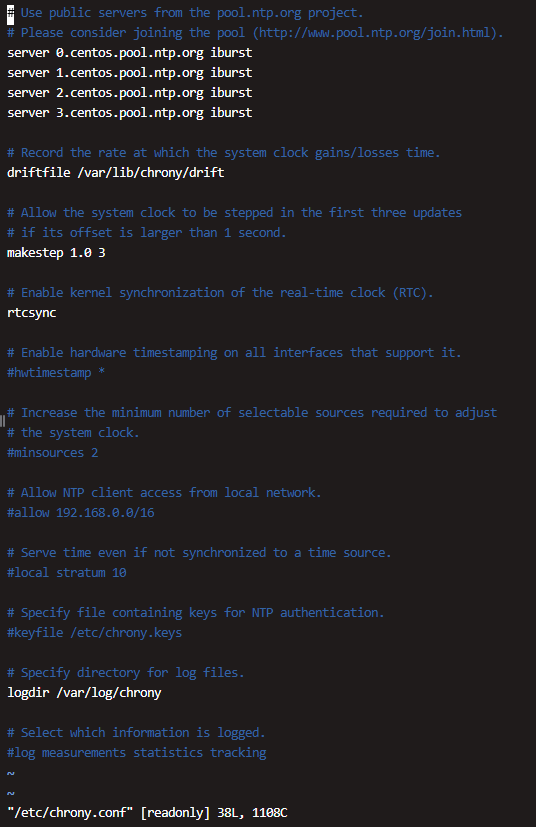 # Use public servers from the pool.ntp.org project.
# Please consider joining the pool (http://www.pool.ntp.org/join.html).
server 0.centos.pool.ntp.org iburst
server 1.centos.pool.ntp.org iburst
server 2.centos.pool.ntp.org iburst
server 3.centos.pool.ntp.org iburst

# Record the rate at which the system clock gains/losses time.
driftfile /var/lib/chrony/drift

# Allow the system clock to be stepped in the first three updates
# if its offset is larger than 1 second.
makestep 1.0 3

# Enable kernel synchronization of the real-time clock (RTC).
rtcsync

# Enable hardware timestamping on all interfaces that support it.
#hwtimestamp *

# Increase the minimum number of selectable sources required to adjust
# the system clock.
#minsources 2

# Allow NTP client access from local network.
#allow 192.168.0.0/16

# Serve time even if not synchronized to a time source.
#local stratum 10

# Specify file containing keys for NTP authentication.
#keyfile /etc/chrony.keys

# Specify directory for log files.
logdir /var/log/chrony

# Select which information is logged.
#log measurements statistics tracking
~
~
"/etc/chrony.conf" [readonly] 38L, 1108C